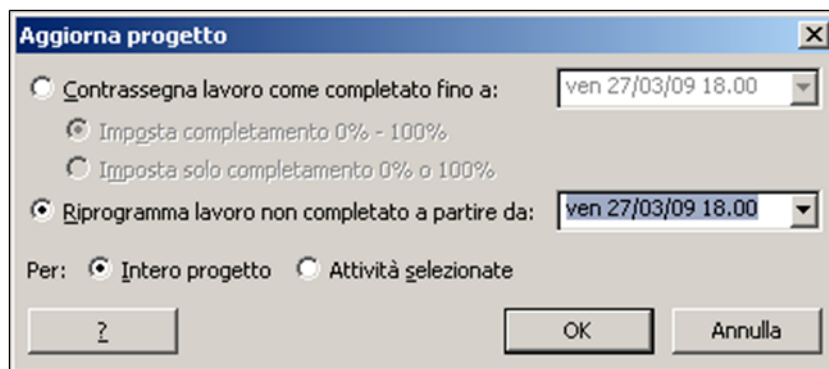 Aggiorna progetto
Contrassegna lavoro come completato fino a: ven 27/03/09 18.00
Imposta completamento 0% - 100%
Imposta solo completamento 0% o 100%
Riprogramma lavoro non completato a partire da: ven 27/03/09 18.00
Per: Intero progetto Attività selezionate
? OK Annulla